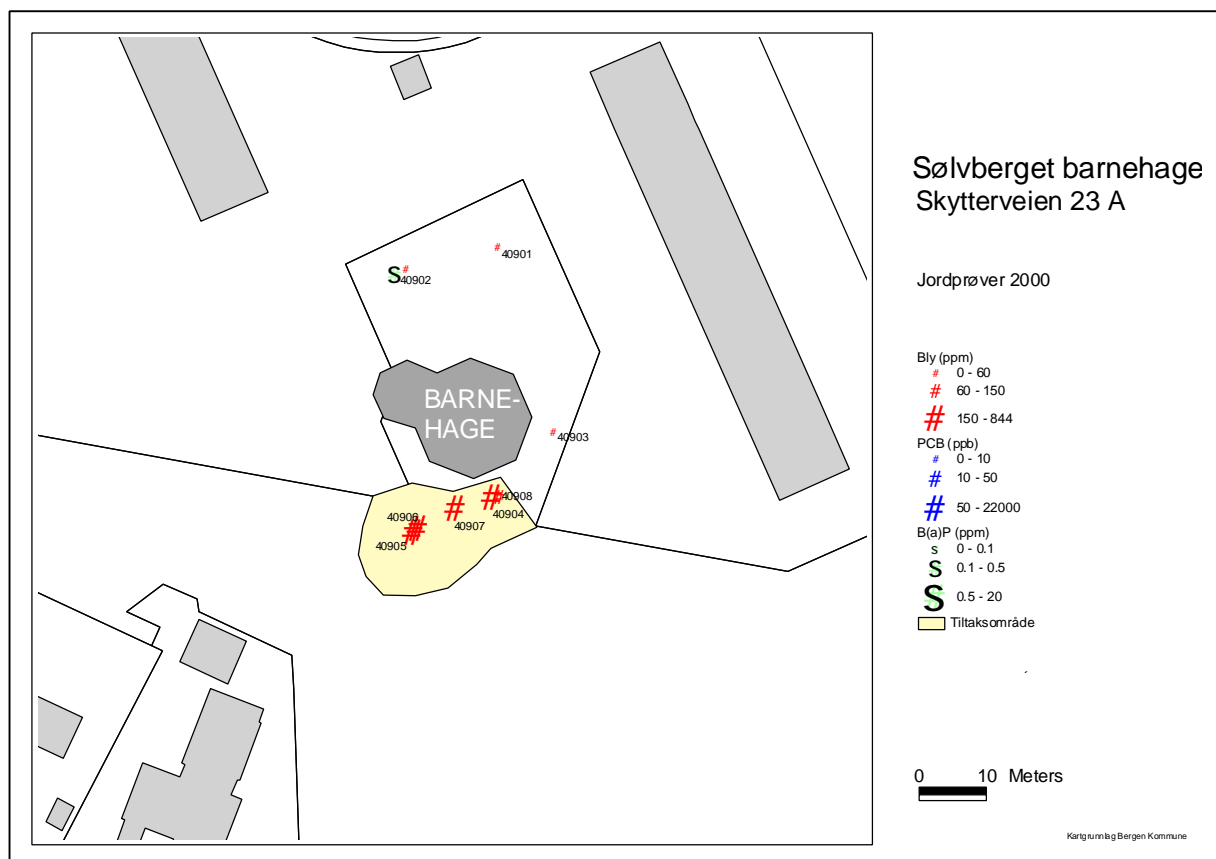 Sølvberget barnehage
Skytterveien 23 A
Jordprøver 2000
Bly (ppm)
# 0 - 60
# 60 - 150
# 150 - 844
PCB (ppb)
# 0 - 10
# 10 - 50
# 50 - 22000
B(a)P (ppm)
s 0 - 0.1
s 0.1 - 0.5
s 0.5 - 20
Tiltaksområde
0 10 Meters
Kartgrunnlag Bergen Kommune
# 40901
s # 40902
BARNE-
HAGE
# 40903
# 40908
40904
40906
40907
40905